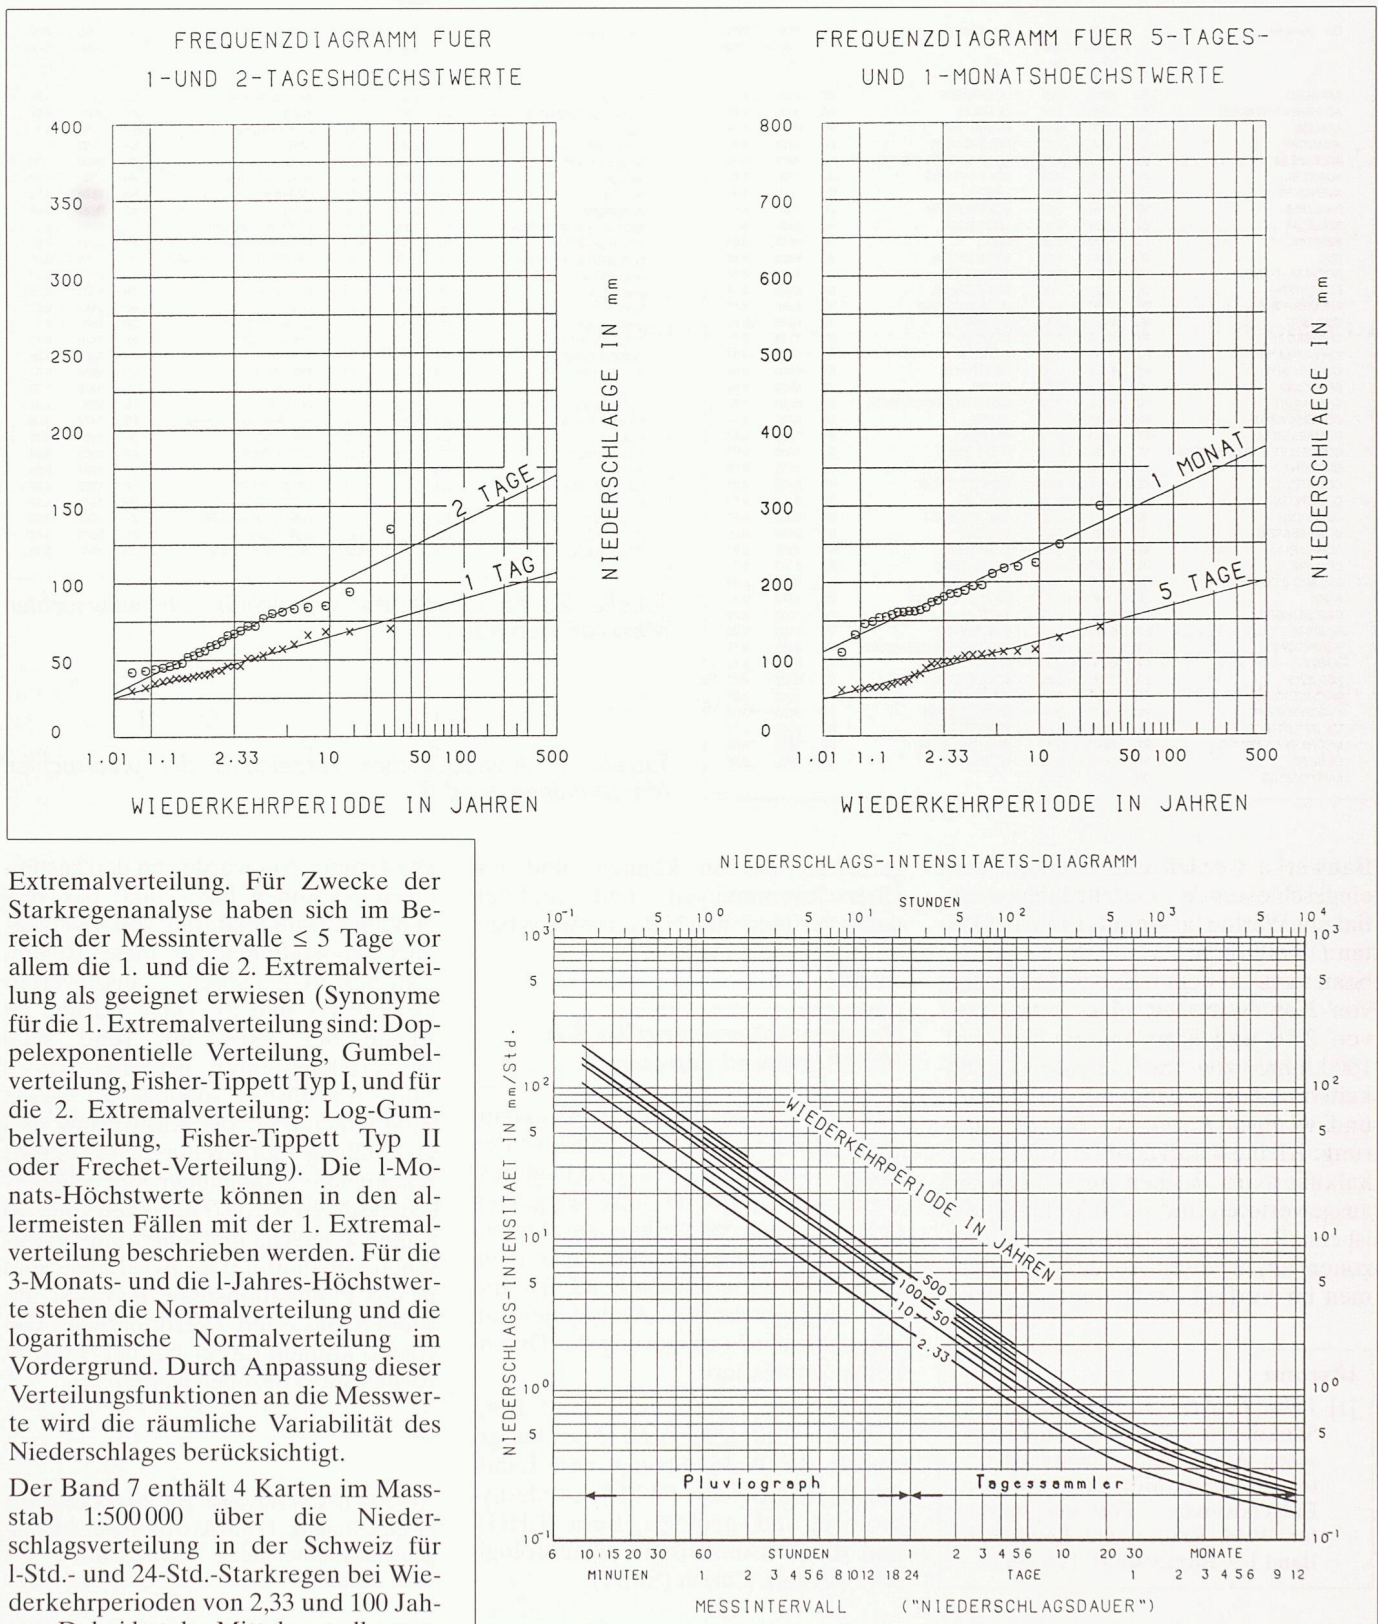 FREQUENZDIAGRAMM FUER
1-UND 2-TAGESHOECHSTWERTE
400
350
300
250
200
150
100
50
0
2 TAGE
1 TAG
NIEDERSCHLAEGE IN mm
1.01 1.1 2.33 10 50 100 500
WIEDERKEHRPERIODE IN JAHREN
FREQUENZDIAGRAMM FUER 5-TAGES-
UND 1-MONATSHOECHSTWERTE
800
700
600
500
400
300
200
100
0
1 MONAT
5 TAGE
NIEDERSCHLAEGE IN mm
1.01 1.1 2.33 10 50 100 500
WIEDERKEHRPERIODE IN JAHREN
Extremalverteilung. Für Zwecke der
Starkregenanalyse haben sich im Be-
reich der Messintervalle ≤ 5 Tage vor
allem die 1. und die 2. Extremalvertei-
lung als geeignet erwiesen (Synonyme
für die 1. Extremalverteilung sind: Dop-
pelexponentielle Verteilung, Gumbel-
verteilung, Fisher-Tippett Typ I, und für
die 2. Extremalverteilung: Log-Gum-
belverteilung, Fisher-Tippett Typ II
oder Frechet-Verteilung). Die l-Mo-
nats-Höchstwerte können in den al-
lermeisten Fällen mit der 1. Extremal-
verteilung beschrieben werden. Für die
3-Monats- und die l-Jahres-Höchstwer-
te stehen die Normalverteilung und die
logarithmische Normalverteilung im
Vordergrund. Durch Anpassung dieser
Verteilungsfunktionen an die Messwer-
te wird die räumliche Variabilität des
Niederschlages berücksichtigt.
Der Band 7 enthält 4 Karten im Mass-
stab 1:500 000 über die Nieder-
schlagsverteilung in der Schweiz für
l-Std.- und 24-Std.-Starkregen bei Wie-
derkehrperioden von 2,33 und 100 Jah-
NIEDERSCHLAGS-INTENSITAETS-DIAGRAMM
STUNDEN
10⁻¹ 5 10⁰ 5 10¹ 5 10² 5 10³ 5 10⁴
10³ 10³
5 5
10² 10²
5 5
10¹ 10¹
5 5
10⁰ 10⁰
5 5
10⁻¹ 10⁻¹
NIEDERSCHLAGS-INTENSITAET IN mm/Std.
WIEDERKEHRPERIODE IN JAHREN
500
100 50
10
2.33
Pluviograph Tagessammler
6 10 15 20 30 60 STUNDEN 1 2 3 4 5 6 10 20 30 MONATE
MINUTEN 1 2 3 4 5 6 8 10 12 18 24 TAGE 1 2 3 4 5 6 9 12
MESSINTERVALL ("NIEDERSCHLAGSDAUER")